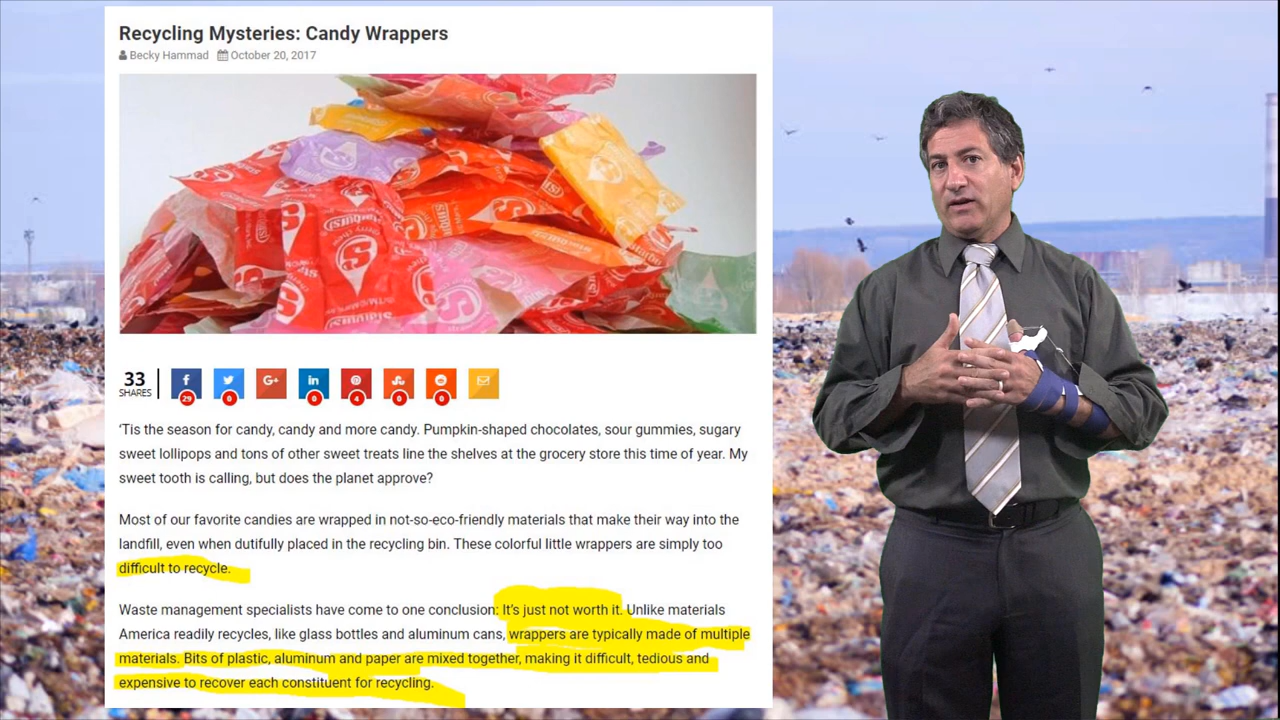 Recycling Mysteries: Candy Wrappers
Becky Hammad October 20, 2017
33
SHARES
29 0 0 4 0 0
'Tis the season for candy, candy and more candy. Pumpkin-shaped chocolates, sour gummies, sugary
sweet lollipops and tons of other sweet treats line the shelves at the grocery store this time of year. My
sweet tooth is calling, but does the planet approve?
Most of our favorite candies are wrapped in not-so-eco-friendly materials that make their way into the
landfill, even when dutifully placed in the recycling bin. These colorful little wrappers are simply too
difficult to recycle.
Waste management specialists have come to one conclusion: It's just not worth it. Unlike materials
America readily recycles, like glass bottles and aluminum cans, wrappers are typically made of multiple
materials. Bits of plastic, aluminum and paper are mixed together, making it difficult, tedious and
expensive to recover each constituent for recycling.